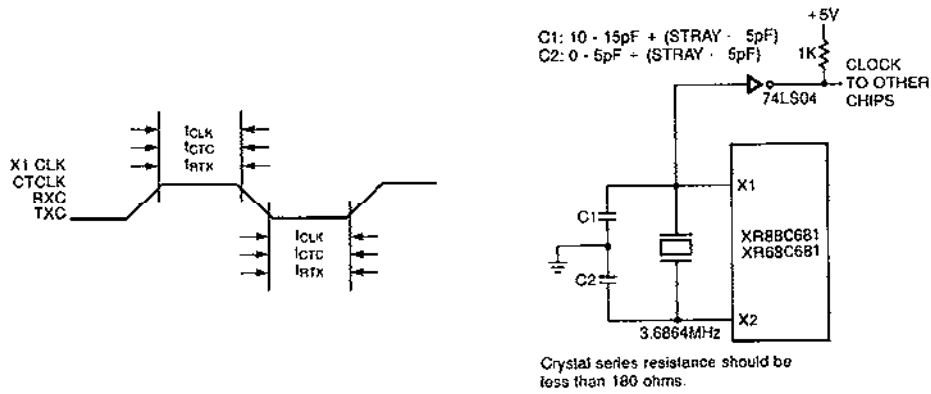 X1 CLK
CTCLK
RXC
TXC
tCLK
tCTC
tRTX
tCLK
tCTC
tRTX
C1: 10 - 15pF + (STRAY - 5pF)
C2: 0 - 5pF + (STRAY - 5pF)
+5V
1K
74LS04
CLOCK
TO OTHER
CHIPS
X1
C1
XR88C681
XR68C681
C2
X2
3.6864MHz
Crystal series resistance should be
less than 180 ohms.